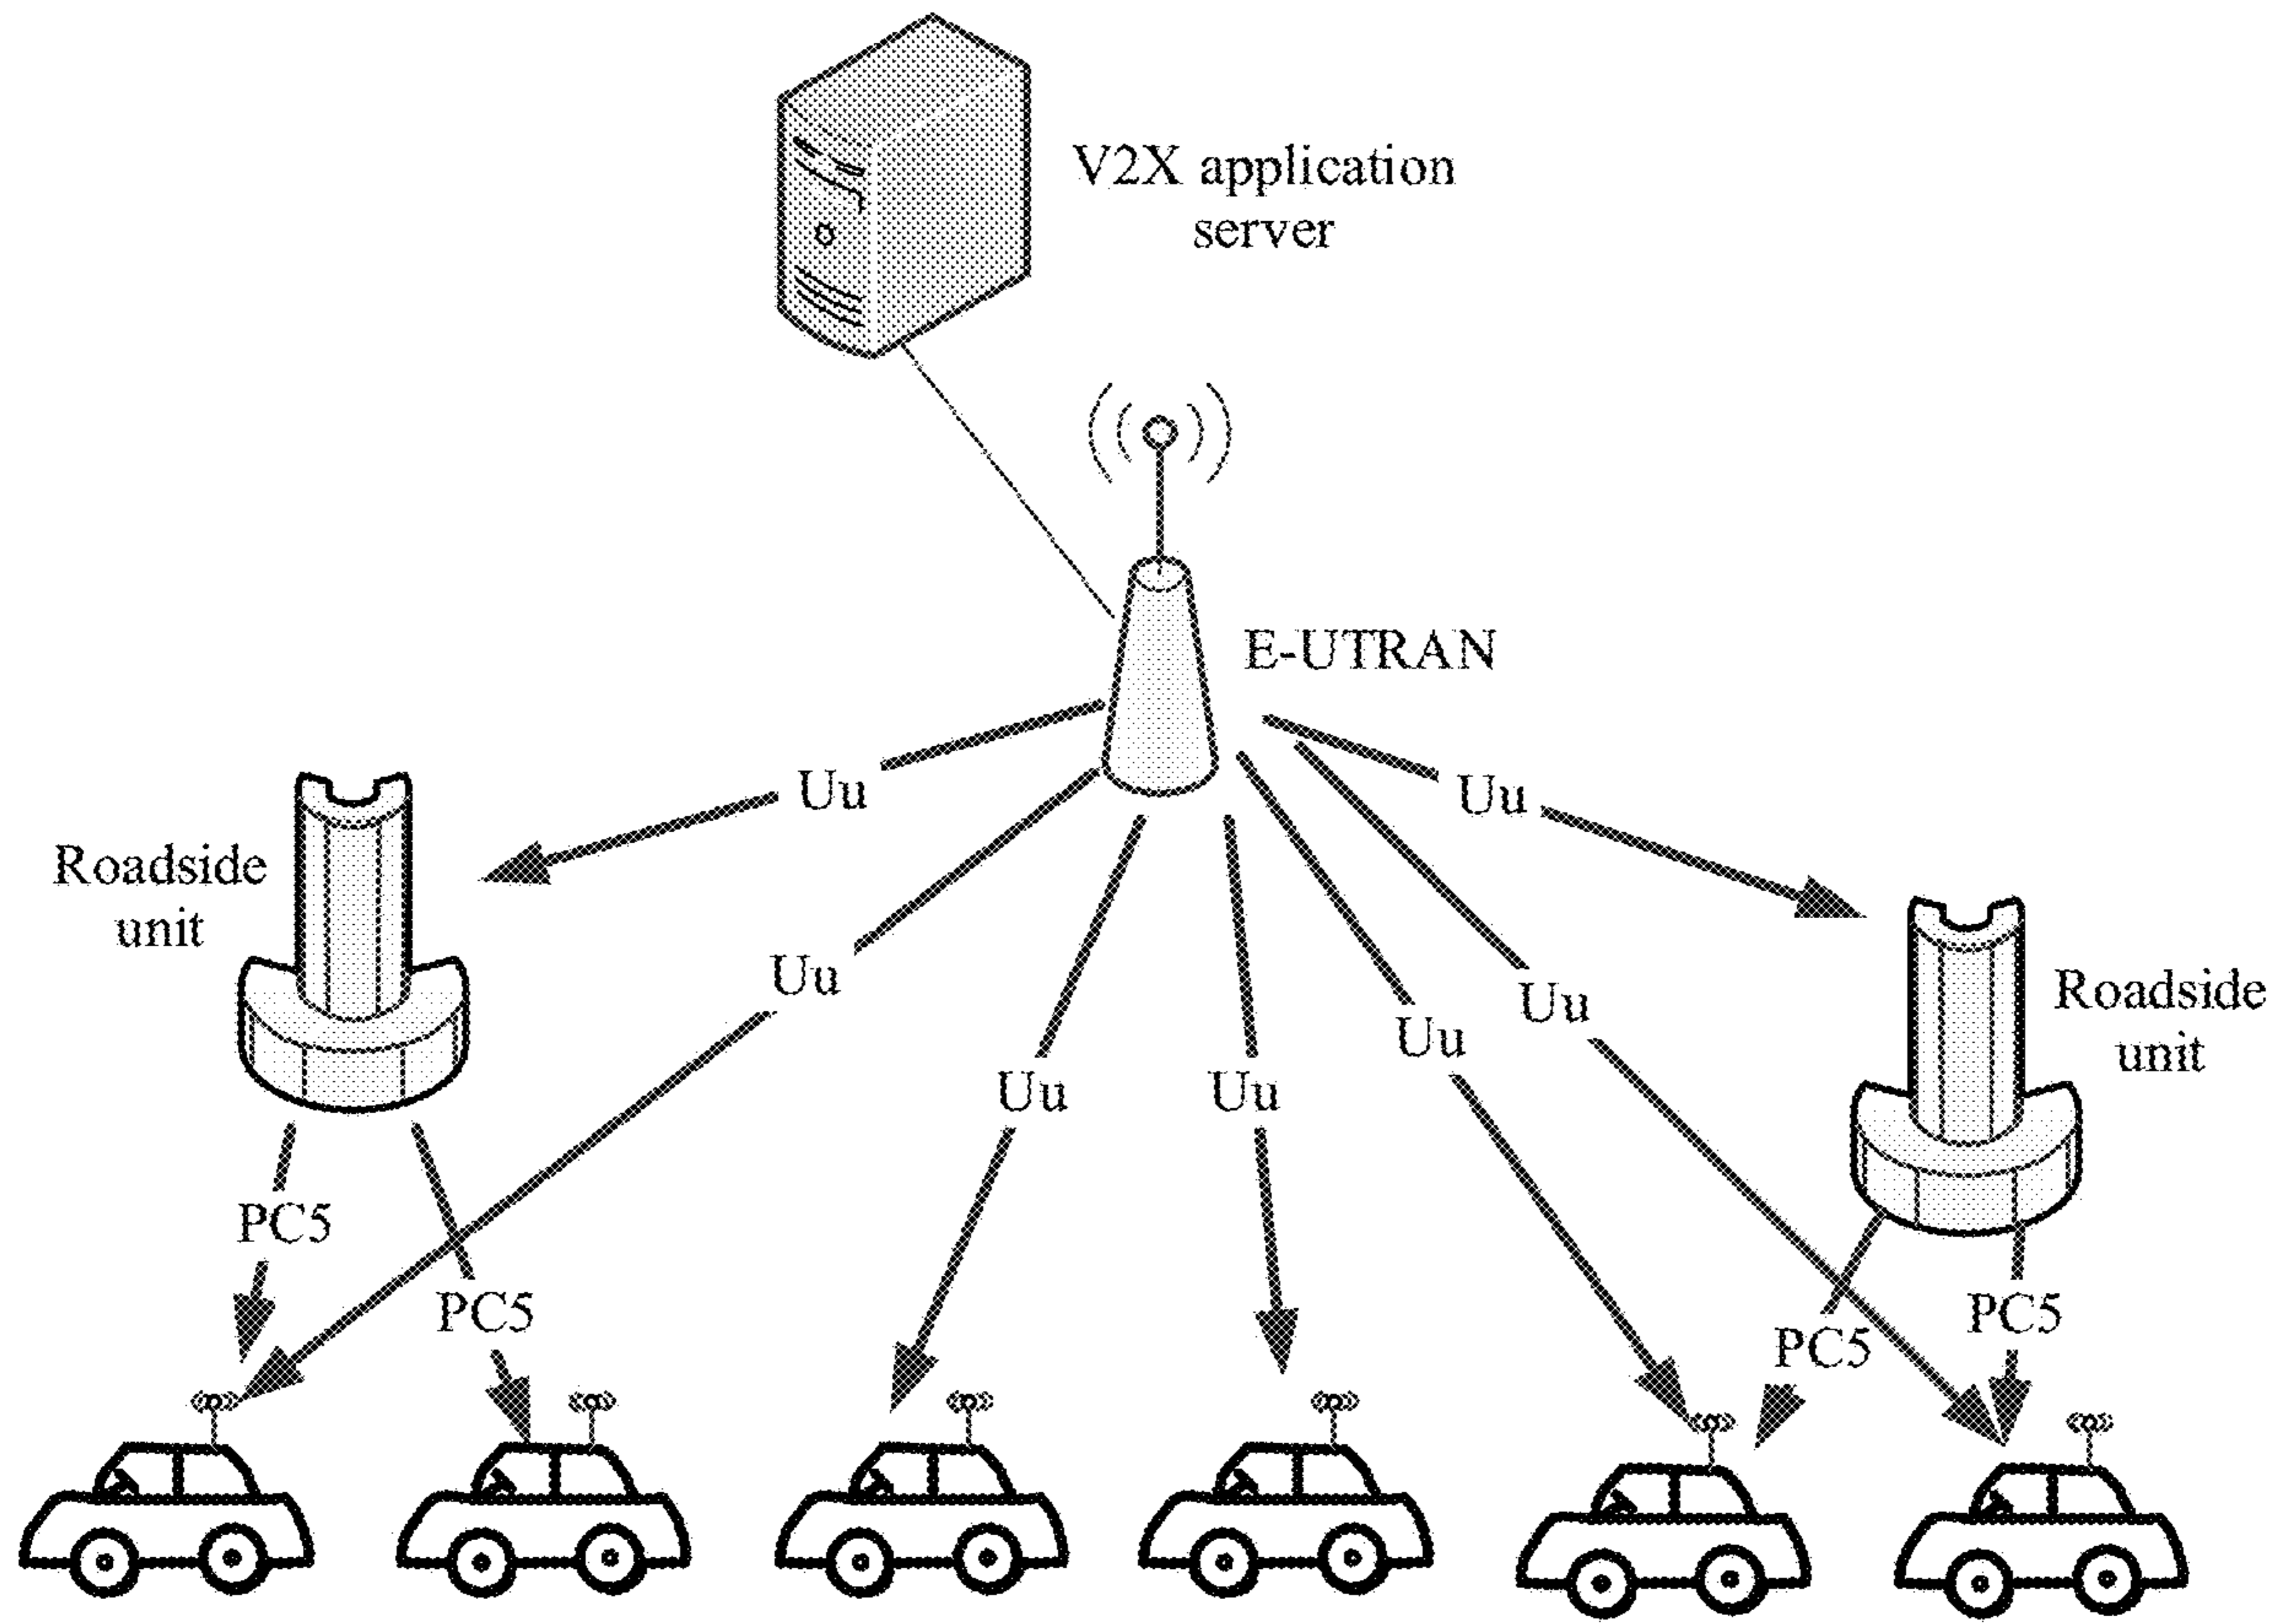 V2X application
server
E-UTRAN
Uu
Uu
Roadside
unit
Uu
Uu
Roadside
unit
Uu
Uu
Uu
PC5
PC5
PC5
PC5